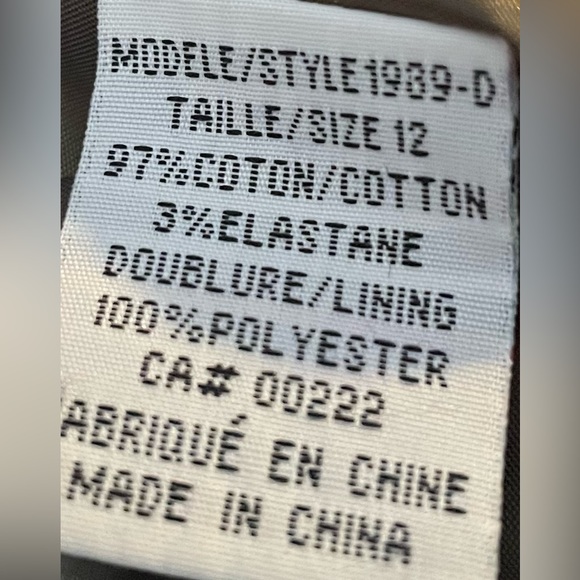 MODELE/STYLE1989-D
TAILLE/SIZE 12
97%COTON/COTTON
3%ELASTANE
DOUBLURE/LINING
100%POLYESTER
CA# 00222
FABRIQUÉ EN CHINE
MADE IN CHINA